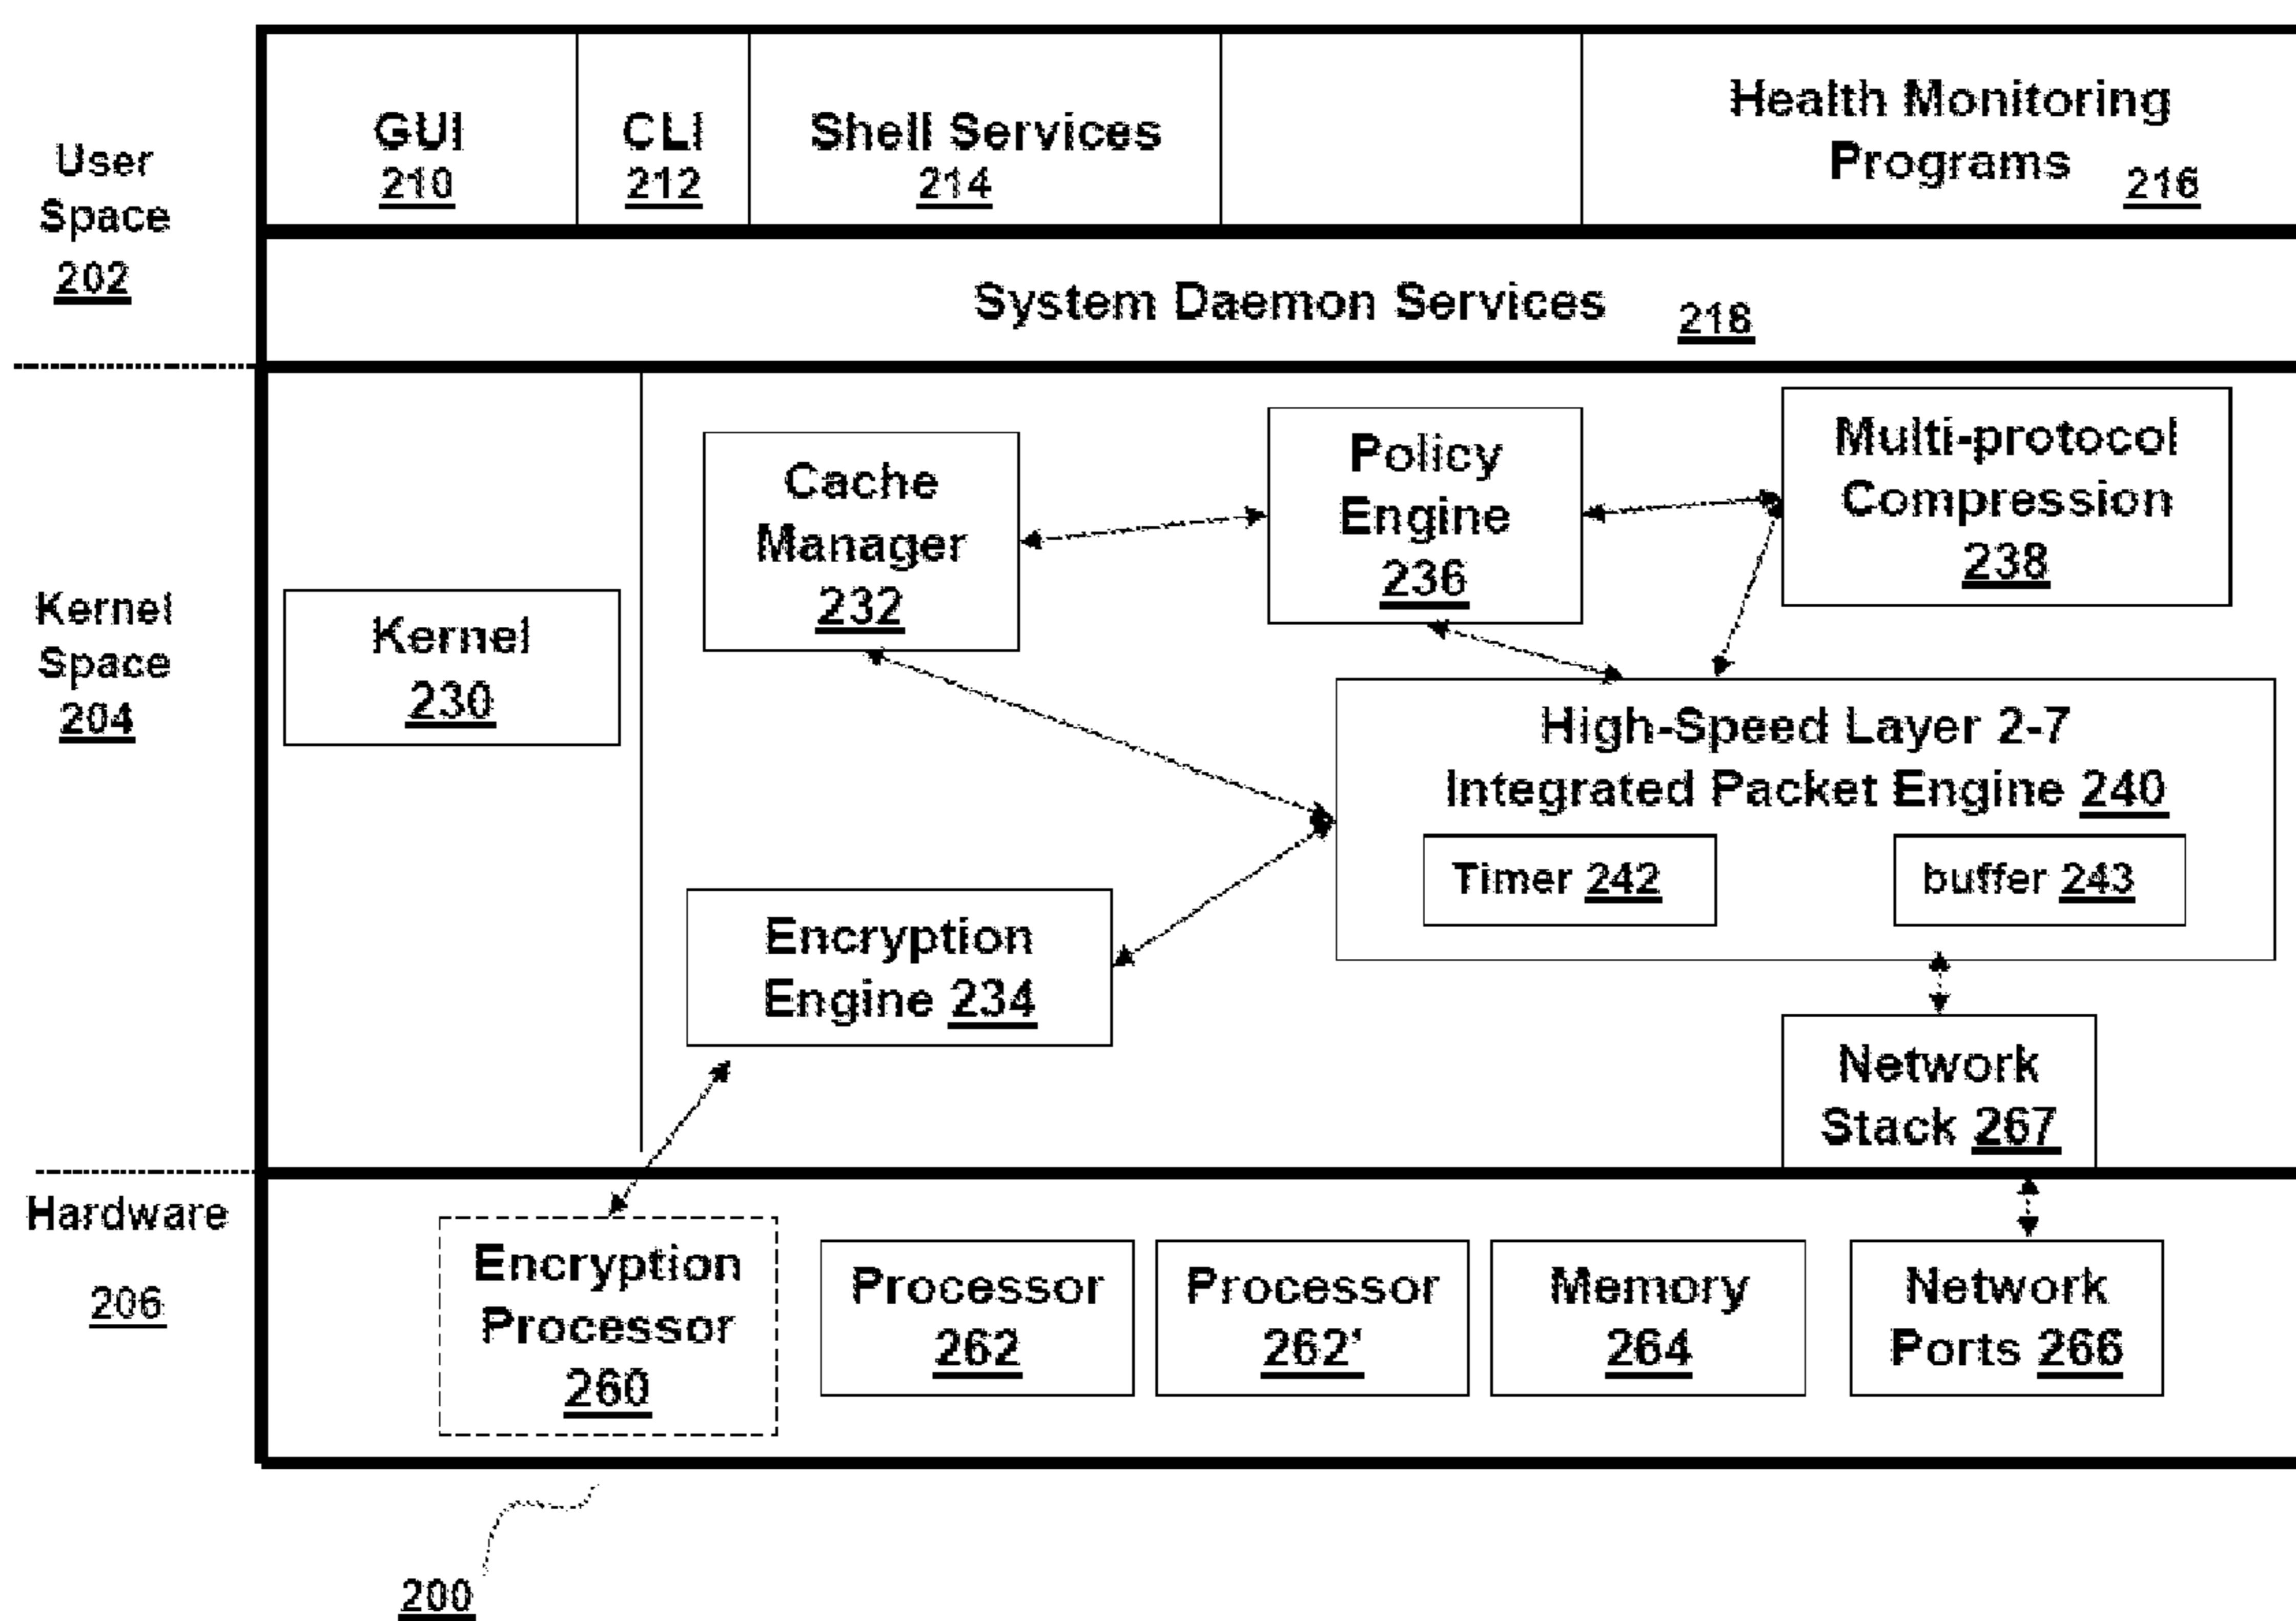 GUI
210
CLI
212
Shell Services
214
Health Monitoring
Programs 216
User
Space
202
System Daemon Services 218
Cache
Manager
232
Policy
Engine
236
Multi-protocol
Compression
238
Kernel
Space
204
Kernel
230
High-Speed Layer 2-7
Integrated Packet Engine 240
Timer 242
buffer 243
Encryption
Engine 234
Network
Stack 267
Hardware
206
Encryption
Processor
260
Processor
262
Processor
262'
Memory
264
Network
Ports 266
200